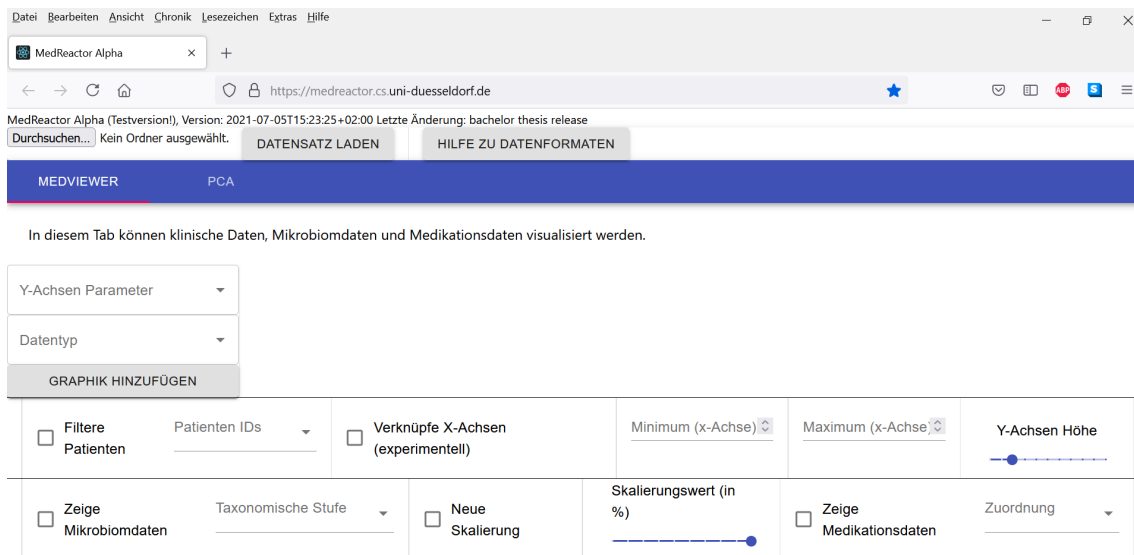 Datei Bearbeiten Ansicht Chronik Lesezeichen Extras Hilfe
MedReactor Alpha
https://medreactor.cs.uni-duesseldorf.de
ABP
S
MedReactor Alpha (Testversion!), Version: 2021-07-05T15:23:25+02:00 Letzte Änderung: bachelor thesis release
Durchsuchen... Kein Ordner ausgewählt. DATENSATZ LADEN HILFE ZU DATENFORMATEN
MEDVIEWER PCA
In diesem Tab können klinische Daten, Mikrobiomdaten und Medikationsdaten visualisiert werden.
Y-Achsen Parameter
Datentyp
GRAPHIK HINZUFÜGEN
Filtere
Patienten
Patienten IDs
Verknüpfe X-Achsen
(experimentell)
Minimum (x-Achse)
Maximum (x-Achse)
Y-Achsen Höhe
Zeige
Mikrobiomdaten
Taxonomische Stufe
Neue
Skalierung
Skalierungswert (in
%)
Zeige
Medikationsdaten
Zuordnung